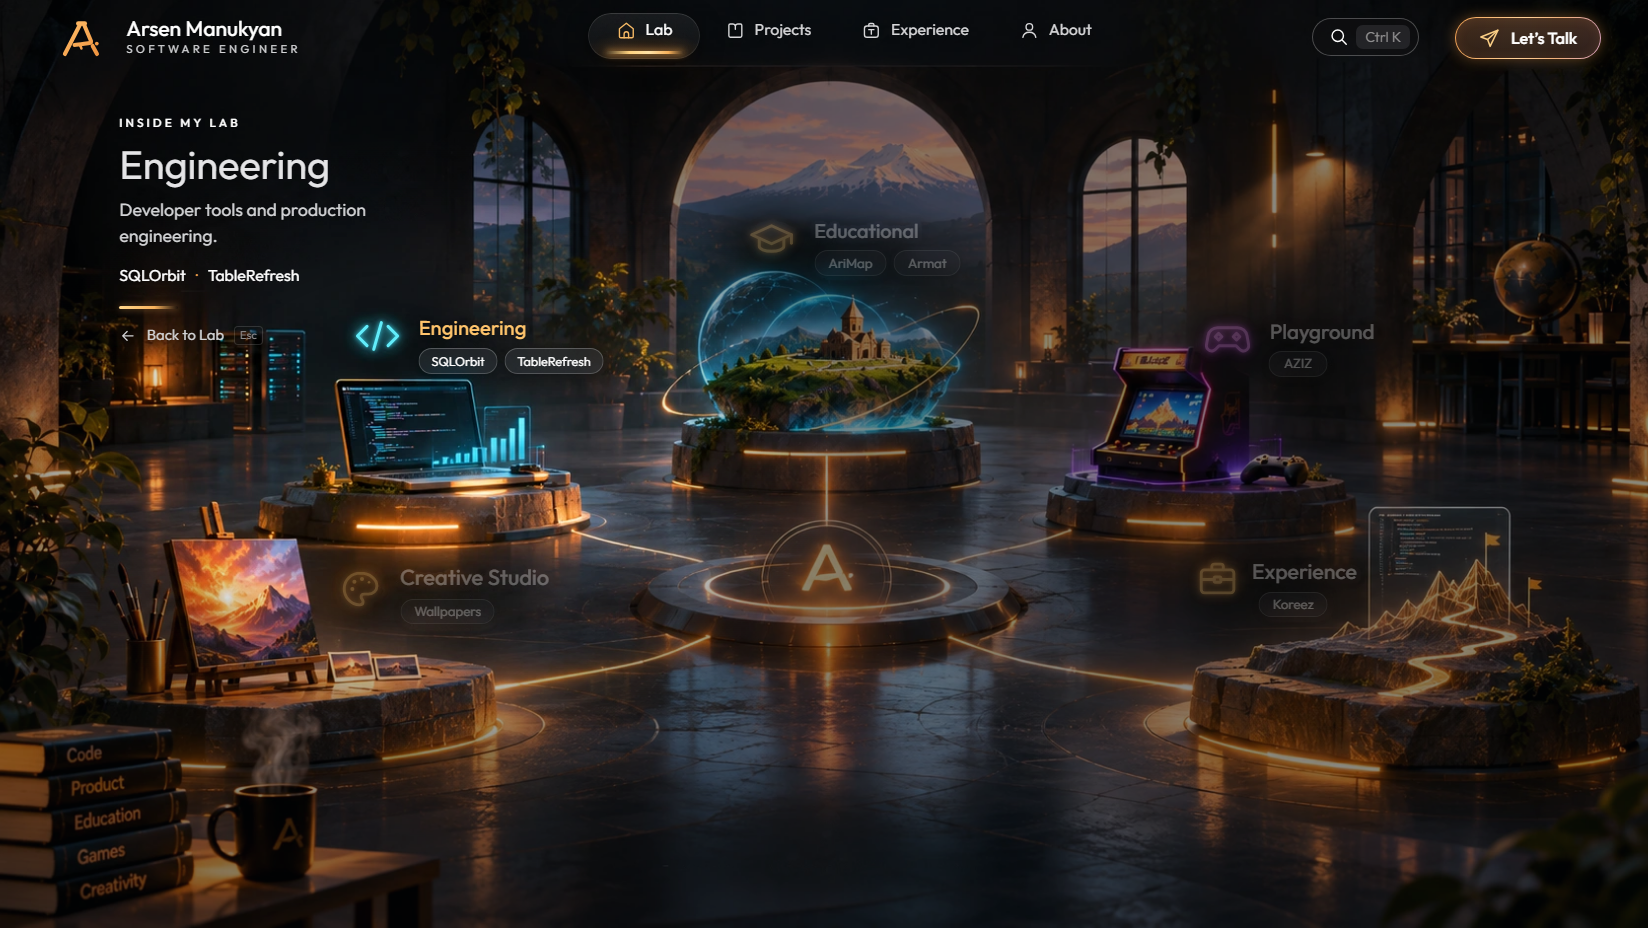 Arsen Manukyan
SOFTWARE ENGINEER
Lab
Projects
Experience
About
Ctrl K
Let's Talk
INSIDE MY LAB
Engineering
Developer tools and production
engineering.
SQLOrbit · TableRefresh
Back to Lab Esc
Engineering
SQLOrbit TableRefresh
Educational
AriMap Armat
Playground
AZIZ
Creative Studio
Wallpapers
Experience
Koreez
Code
Product
Education
Games
Creativity